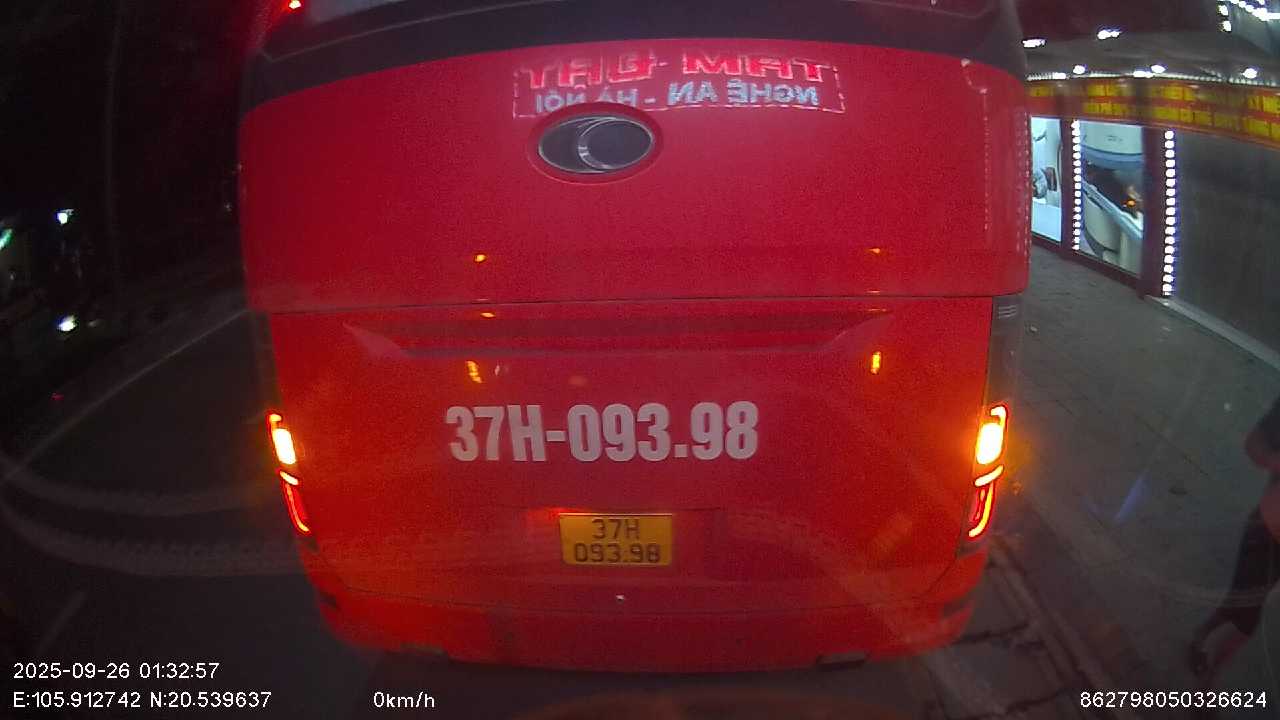 NGHỆ AN - HÀ NỘI
37H-093.98
37H
093.98
2025-09-26 01:32:57
E:105.912742 N:20.539637 0km/h 862798050326624